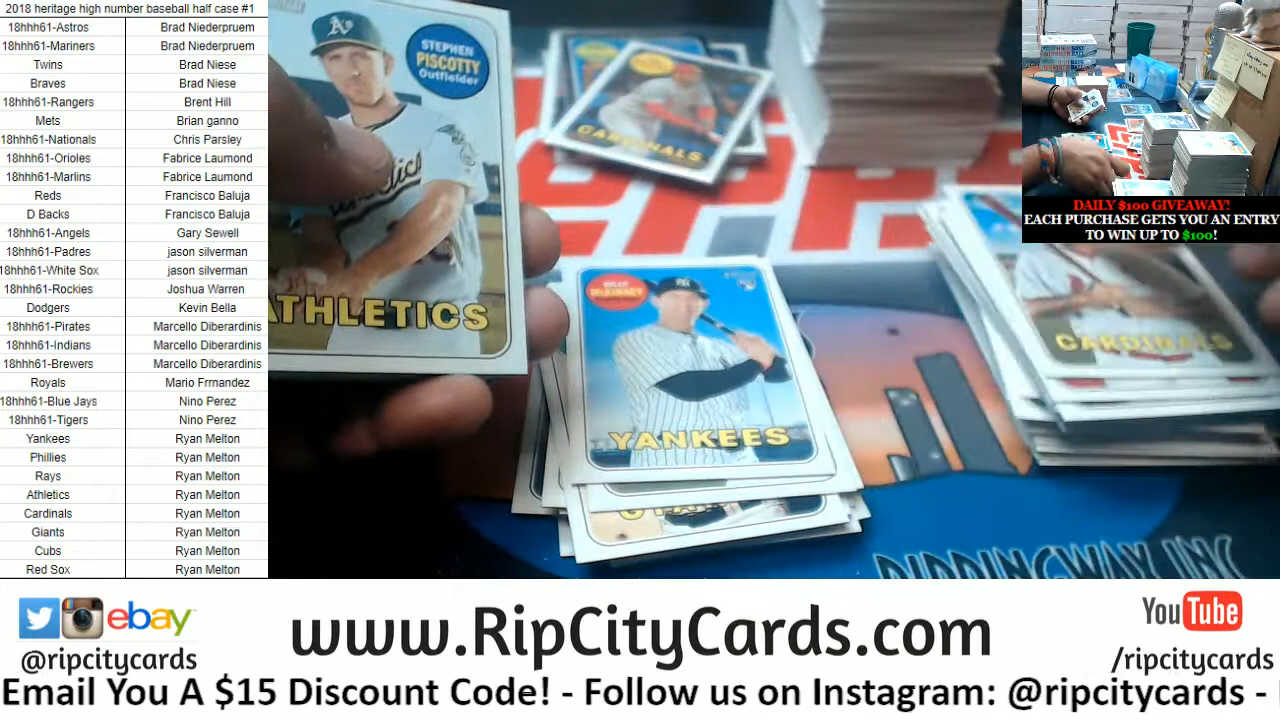 2018 heritage high number baseball half case #1
18hhh61-Astros Brad Niederpruem
18hhh61-Mariners Brad Niederpruem
Twins Brad Niese
Braves Brad Niese
18hhh61-Rangers Brent Hill
Mets Brian ganno
18hhh61-Nationals Chris Parsley
18hhh61-Orioles Fabrice Laumond
18hhh61-Marlins Fabrice Laumond
Reds Francisco Baluja
D Backs Francisco Baluja
18hhh61-Angels Gary Sewell
18hhh61-Padres jason silverman
18hhh61-White Sox jason silverman
18hhh61-Rockies Joshua Warren
Dodgers Kevin Bella
18hhh61-Pirates Marcello Diberardinis
18hhh61-Indians Marcello Diberardinis
18hhh61-Brewers Marcello Diberardinis
Royals Mario Frrnandez
18hhh61-Blue Jays Nino Perez
18hhh61-Tigers Nino Perez
Yankees Ryan Melton
Phillies Ryan Melton
Rays Ryan Melton
Athletics Ryan Melton
Cardinals Ryan Melton
Giants Ryan Melton
Cubs Ryan Melton
Red Sox Ryan Melton
A's
STEPHEN
PISCOTTY
Outfielder
ATHLETICS
CARDINALS
BILLY
McKINNEY
YANKEES
CARDINALS
RIPPINGWAX INC
DAILY $100 GIVEAWAY!
EACH PURCHASE GETS YOU AN ENTRY
TO WIN UP TO $100!
ebay
@ripcitycards
www.RipCityCards.com
YouTube
/ripcitycards
Email You A $15 Discount Code! - Follow us on Instagram: @ripcitycards -